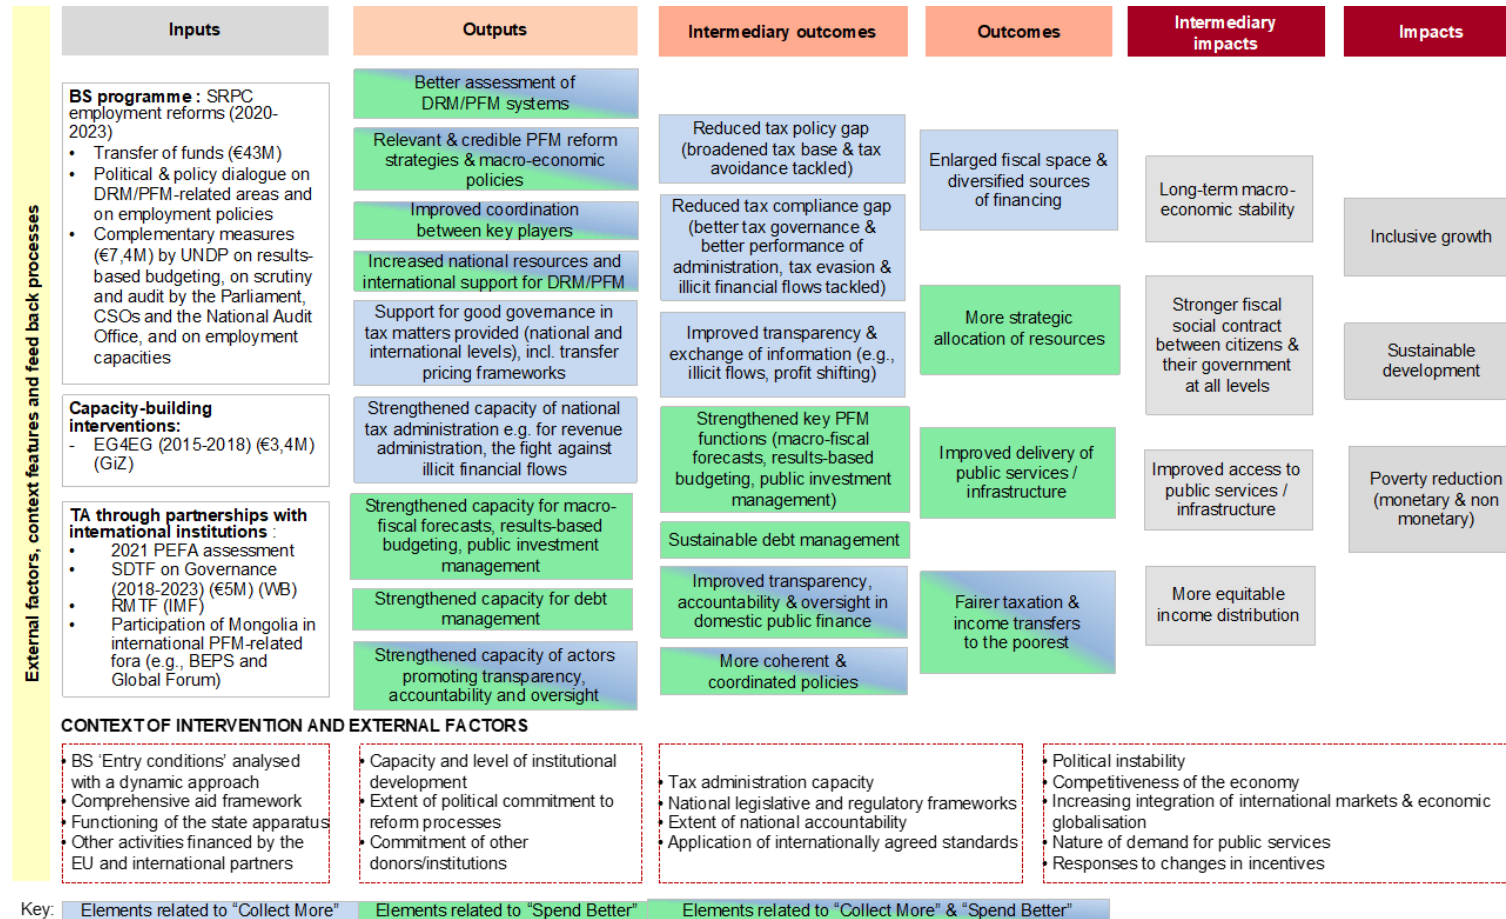 Inputs
Outputs
Intermediary outcomes
Outcomes
Intermediary
impacts
Impacts
External factors, context features and feed back processes
BS programme : SRPC
employment reforms (2020-
2023)
• Transfer of funds (€43M)
• Political & policy dialogue on
DRM/PFM-related areas and
on employment policies
• Complementary measures
(€7,4M) by UNDP on results-
based budgeting, on scrutiny
and audit by the Parliament,
CSOs and the National Audit
Office, and on employment
capacities
Capacity-building
interventions:
- EG4EG (2015-2018) (€3,4M)
(GiZ)
TA through partnerships with
international institutions :
• 2021 PEFA assessment
• SDTF on Governance
(2018-2023) (€5M) (WB)
• RMTF (IMF)
• Participation of Mongolia in
international PFM-related
fora (e.g., BEPS and
Global Forum)
Better assessment of
DRM/PFM systems
Relevant & credible PFM reform
strategies & macro-economic
policies
Improved coordination
between key players
Increased national resources and
international support for DRM/PFM
Support for good governance in
tax matters provided (national and
international levels), incl. transfer
pricing frameworks
Strengthened capacity of national
tax administration e.g. for revenue
administration, the fight against
illicit financial flows
Strengthened capacity for macro-
fiscal forecasts, results-based
budgeting, public investment
management
Strengthened capacity for debt
management
Strengthened capacity of actors
promoting transparency,
accountability and oversight
Reduced tax policy gap
(broadened tax base & tax
avoidance tackled)
Reduced tax compliance gap
(better tax governance &
better performance of
administration, tax evasion &
illicit financial flows tackled)
Improved transparency &
exchange of information (e.g.,
illicit flows, profit shifting)
Strengthened key PFM
functions (macro-fiscal
forecasts, results-based
budgeting, public investment
management)
Sustainable debt management
Improved transparency,
accountability & oversight in
domestic public finance
More coherent &
coordinated policies
Enlarged fiscal space &
diversified sources
of financing
More strategic
allocation of resources
Improved delivery of
public services /
infrastructure
Fairer taxation &
income transfers
to the poorest
Long-term macro-
economic stability
Stronger fiscal
social contract
between citizens &
their government
at all levels
Improved access to
public services /
infrastructure
More equitable
income distribution
Inclusive growth
Sustainable
development
Poverty reduction
(monetary & non
monetary)
CONTEXT OF INTERVENTION AND EXTERNAL FACTORS
• BS ‘Entry conditions’ analysed
with a dynamic approach
• Comprehensive aid framework
• Functioning of the state apparatus
• Other activities financed by the
EU and international partners
• Capacity and level of institutional
development
• Extent of political commitment to
reform processes
• Commitment of other
donors/institutions
• Tax administration capacity
• National legislative and regulatory frameworks
• Extent of national accountability
• Application of internationally agreed standards
• Political instability
• Competitiveness of the economy
• Increasing integration of international markets & economic
globalisation
• Nature of demand for public services
• Responses to changes in incentives
Key:
Elements related to “Collect More”
Elements related to “Spend Better”
Elements related to “Collect More” & “Spend Better”